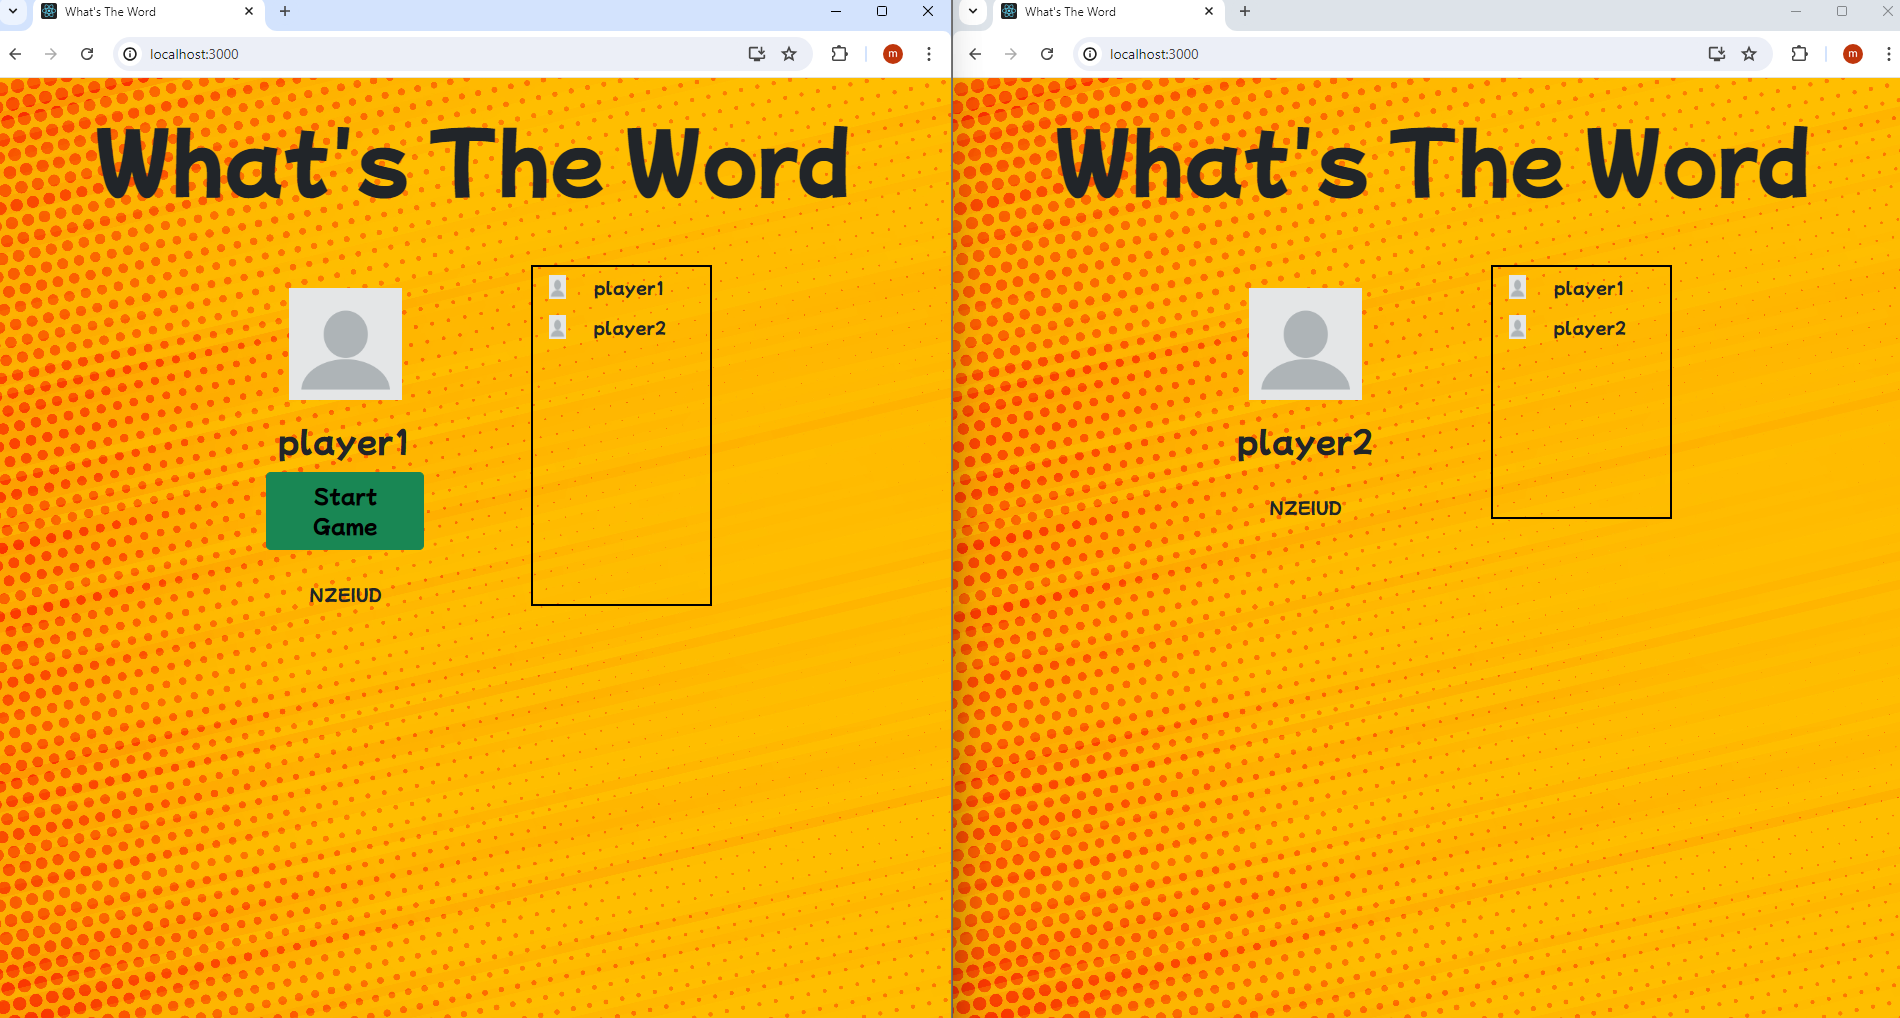 What's The Word
localhost:3000
m
What's The Word
player1
player2
player1
Start
Game
NZEIUD
What's The Word
localhost:3000
m
What's The Word
player1
player2
player2
NZEIUD